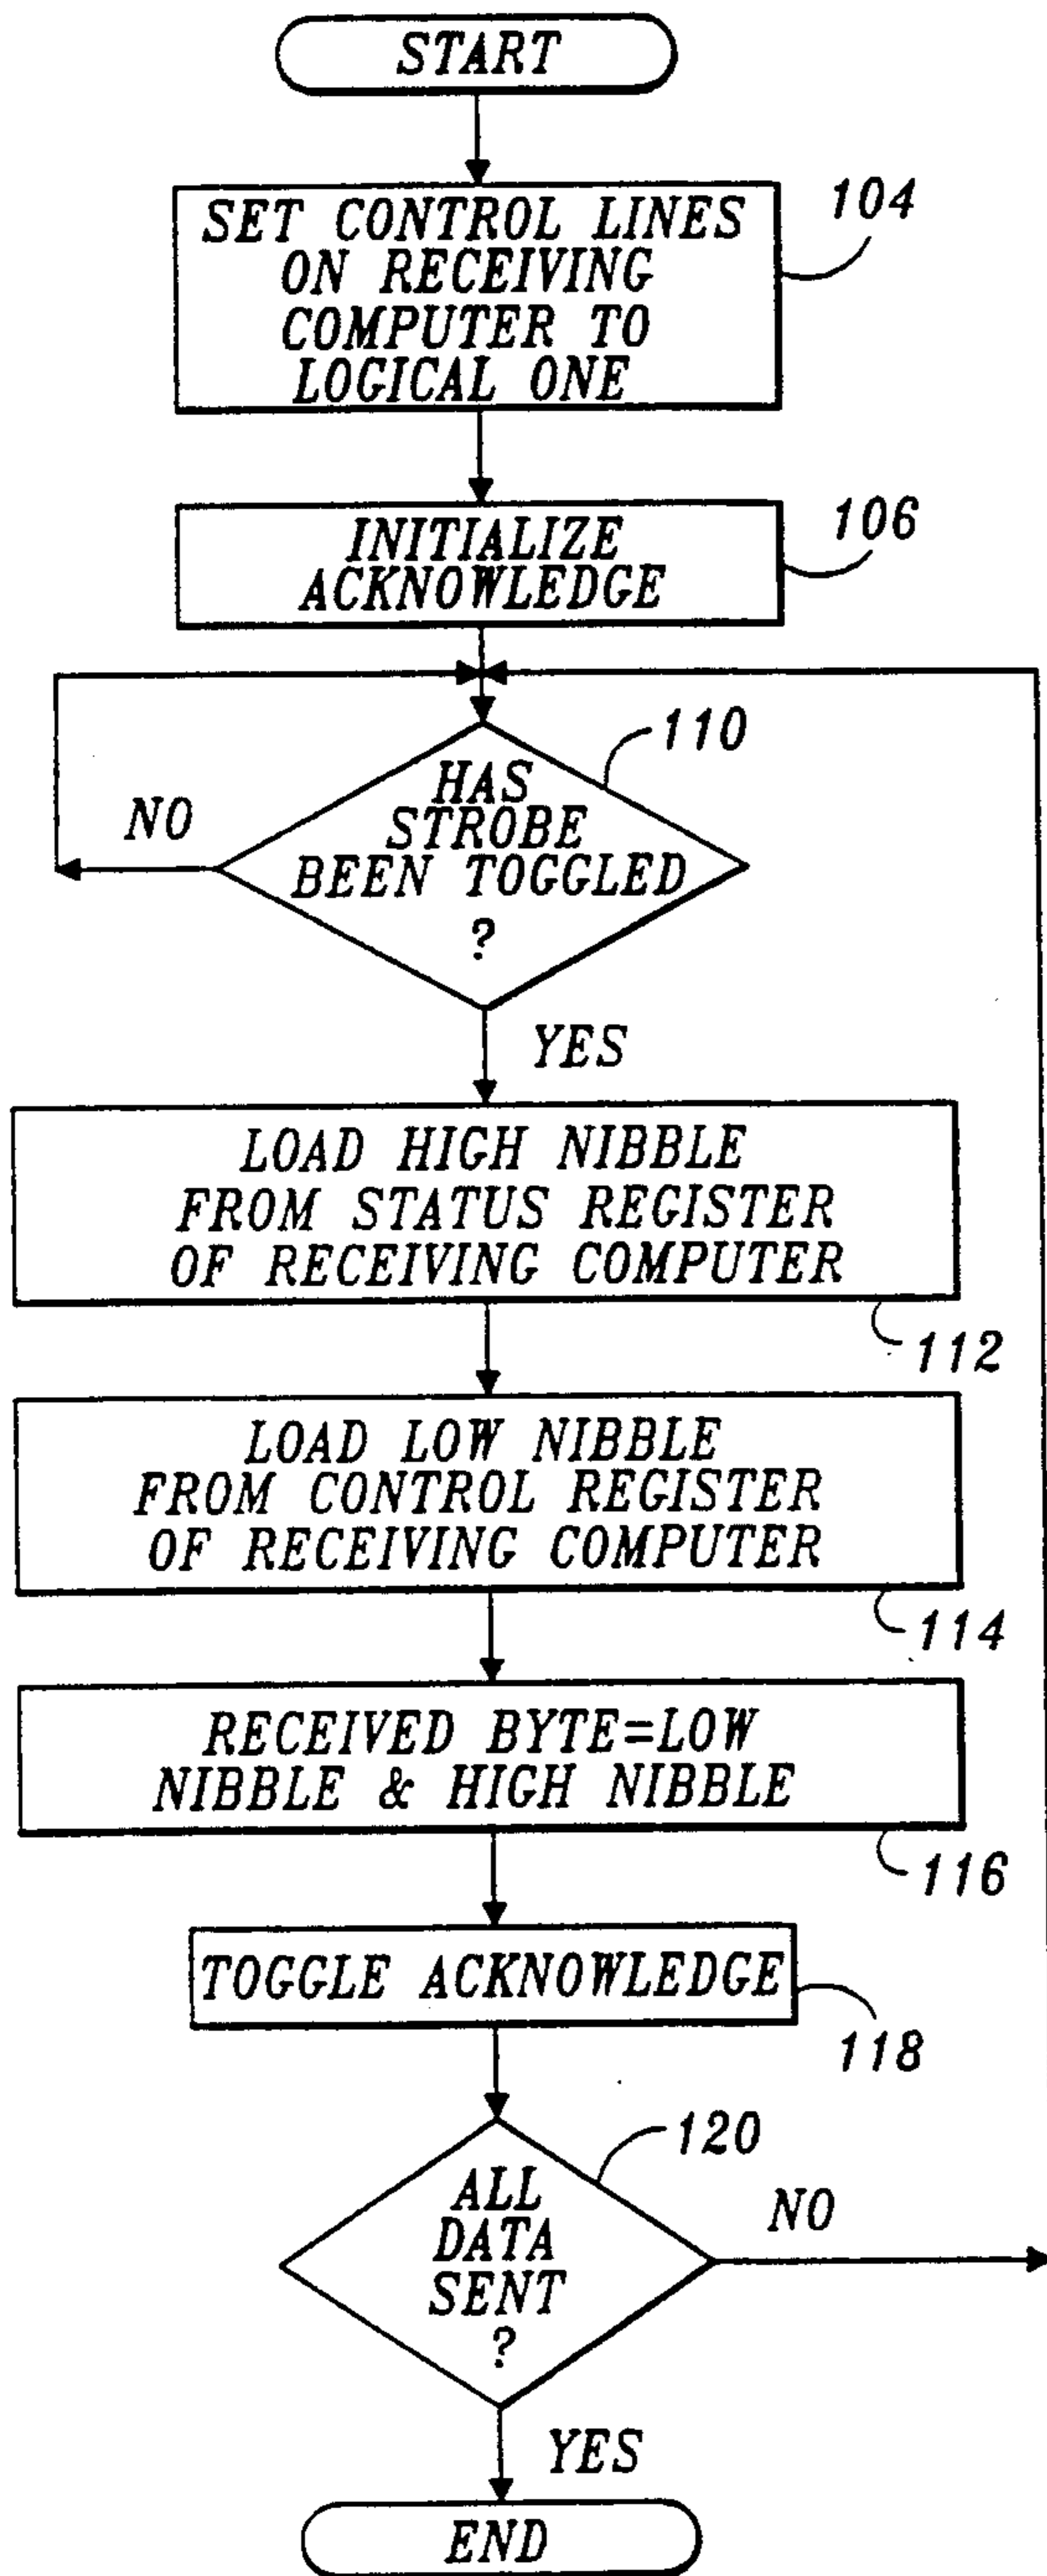 START
SET CONTROL LINES
ON RECEIVING
COMPUTER TO
LOGICAL ONE
104
INITIALIZE
ACKNOWLEDGE
106
HAS
STROBE
BEEN TOGGLED
?
110
NO
YES
LOAD HIGH NIBBLE
FROM STATUS REGISTER
OF RECEIVING COMPUTER
112
LOAD LOW NIBBLE
FROM CONTROL REGISTER
OF RECEIVING COMPUTER
114
RECEIVED BYTE=LOW
NIBBLE & HIGH NIBBLE
116
TOGGLE ACKNOWLEDGE
118
120
ALL
DATA
SENT
?
NO
YES
END